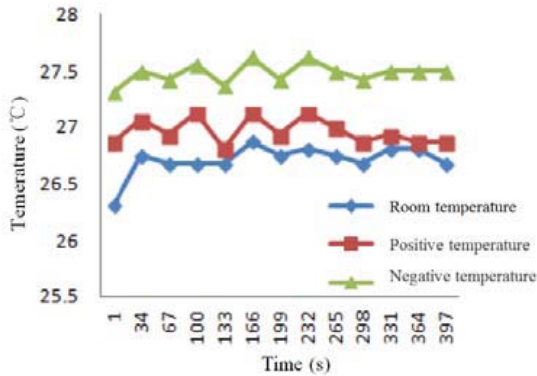 28
27.5
27
26.5
26
25.5
Temerature (℃)
Room temperature
Positive temperature
Negative temperature
1 34 67 100 133 166 199 232 265 298 331 364 397
Time (s)